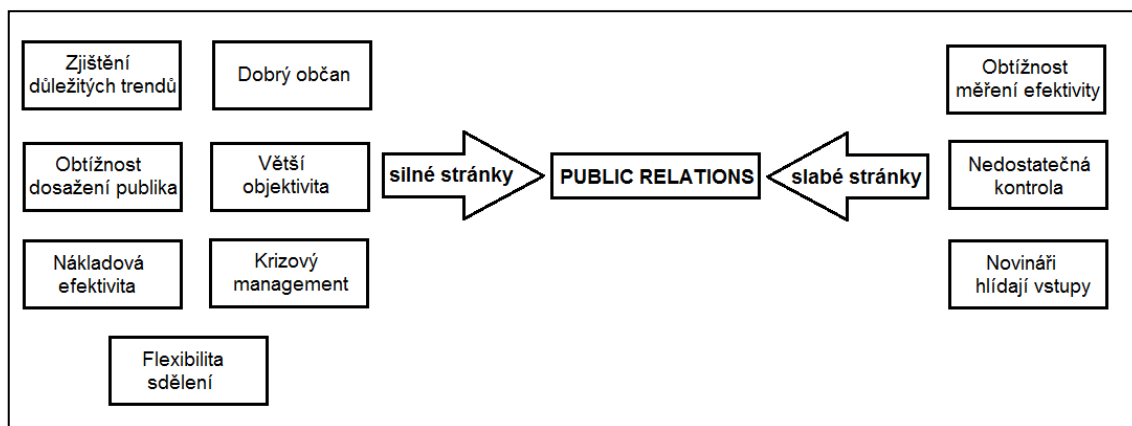 Zjištění
důležitých trendů
Dobrý občan
Obtížnost
dosažení publika
Větší
objektivita
Nákladová
efektivita
Krizový
management
Flexibilita
sdělení
silné stránky
PUBLIC RELATIONS
slabé stránky
Obtížnost
měření efektivity
Nedostatečná
kontrola
Novináři
hlídají vstupy